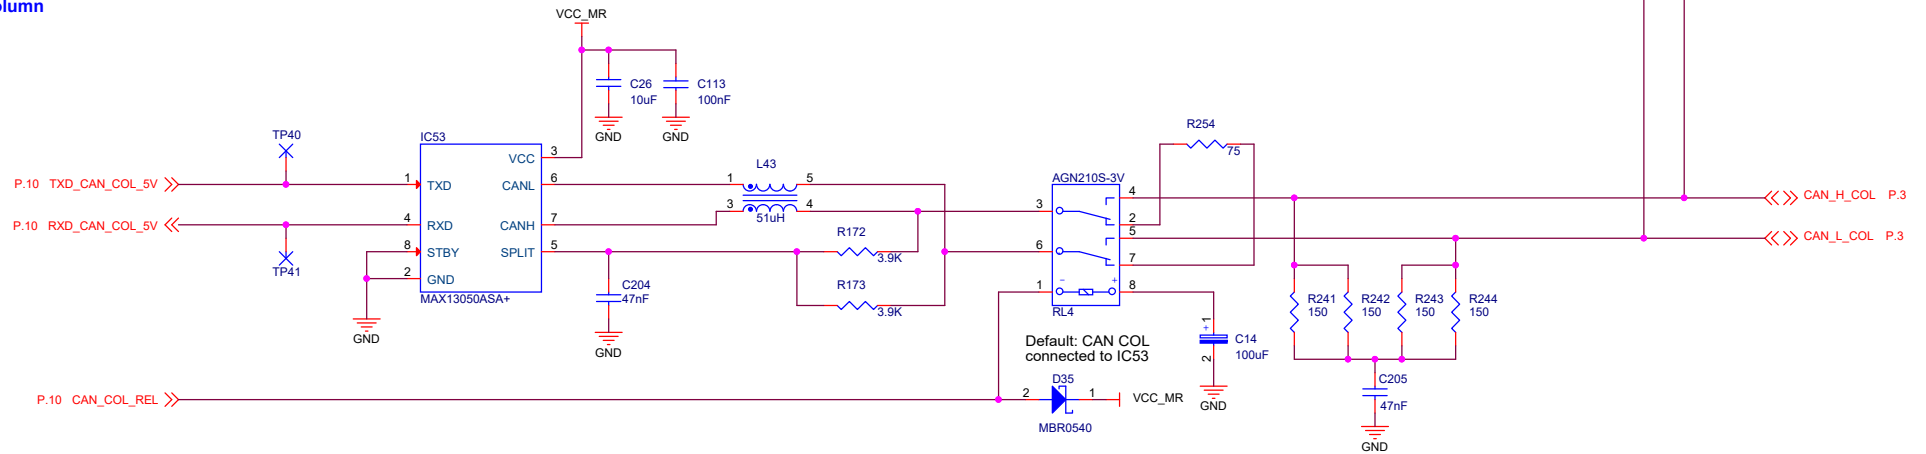 olumn
VCC_MR
C26
10uF
C113
100nF
GND
GND
TP40
IC53
VCC
3
R254
75
P.10 TXD_CAN_COL_5V
1
TXD
CANL
6
L43
1
5
AGN210S-3V
4
CAN_H_COL P.3
P.10 RXD_CAN_COL_5V
4
RXD
CANH
7
3
4
51uH
3
2
5
CAN_L_COL P.3
TP41
8
STBY
SPLIT
5
R172
3.9K
6
7
2
GND
MAX13050ASA+
C204
47nF
R173
3.9K
1
-
+
8
RL4
R241
150
R242
150
R243
150
R244
150
GND
GND
Default: CAN COL
connected to IC53
+
1
2
C14
100uF
GND
P.10 CAN_COL_REL
D35
2
1
VCC_MR
MBR0540
C205
47nF
GND